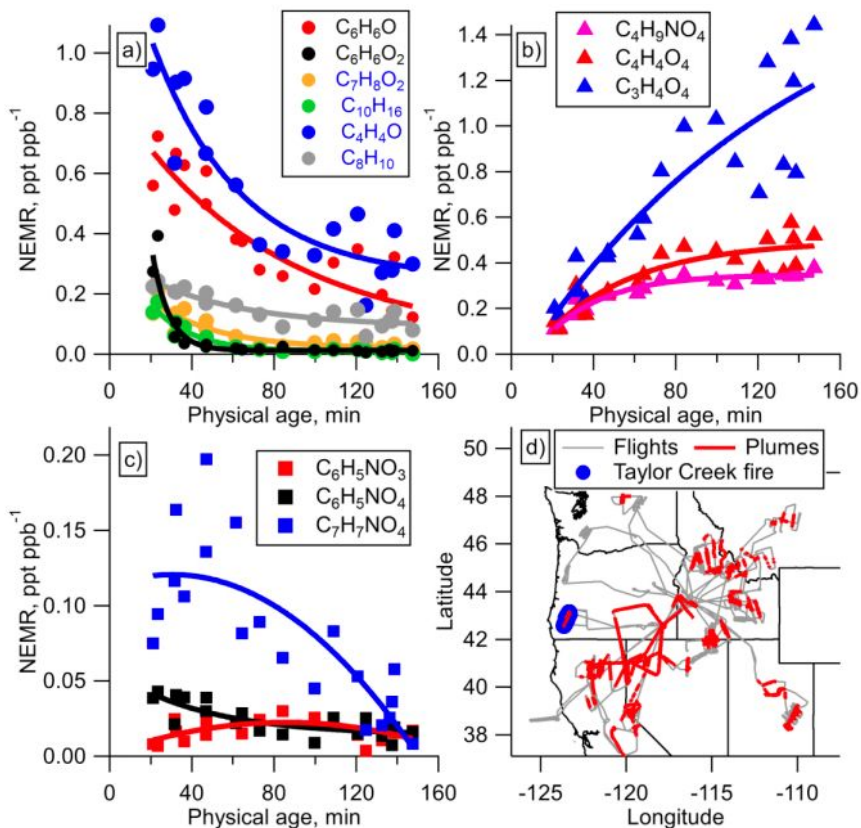 a)
NEMR, ppt ppb⁻¹
1.0
0.8
0.6
0.4
0.2
0.0
C₆H₆O
C₆H₆O₂
C₇H₈O₂
C₁₀H₁₆
C₄H₄O
C₈H₁₀
0 40 80 120 160
Physical age, min
b)
1.4
1.2
1.0
0.8
0.6
0.4
0.2
0.0
C₄H₉NO₄
C₄H₄O₄
C₃H₄O₄
0 40 80 120 160
Physical age, min
c)
NEMR, ppt ppb⁻¹
0.20
0.15
0.10
0.05
0.00
C₆H₅NO₃
C₆H₅NO₄
C₇H₇NO₄
0 40 80 120 160
Physical age, min
d)
Flights Plumes
Taylor Creek fire
Latitude
50
48
46
44
42
40
38
-125 -120 -115 -110
Longitude